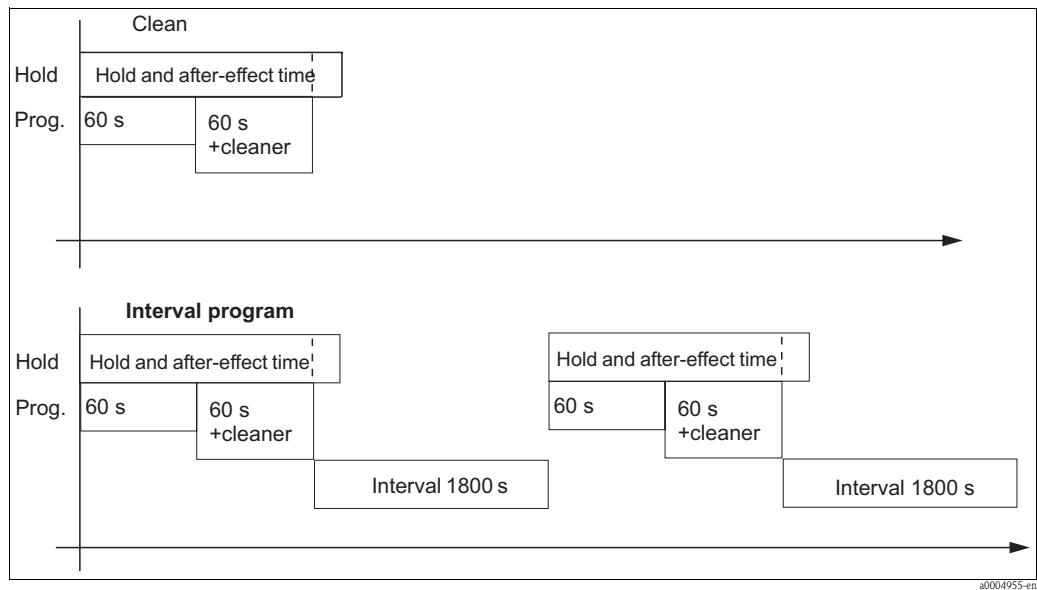 Clean
Hold
Hold and after-effect time
Prog.
60 s
60 s
+cleaner
Interval program
Hold
Hold and after-effect time
Hold and after-effect time
Prog.
60 s
60 s
+cleaner
60 s
60 s
+cleaner
Interval 1800 s
Interval 1800 s
a0004955-en